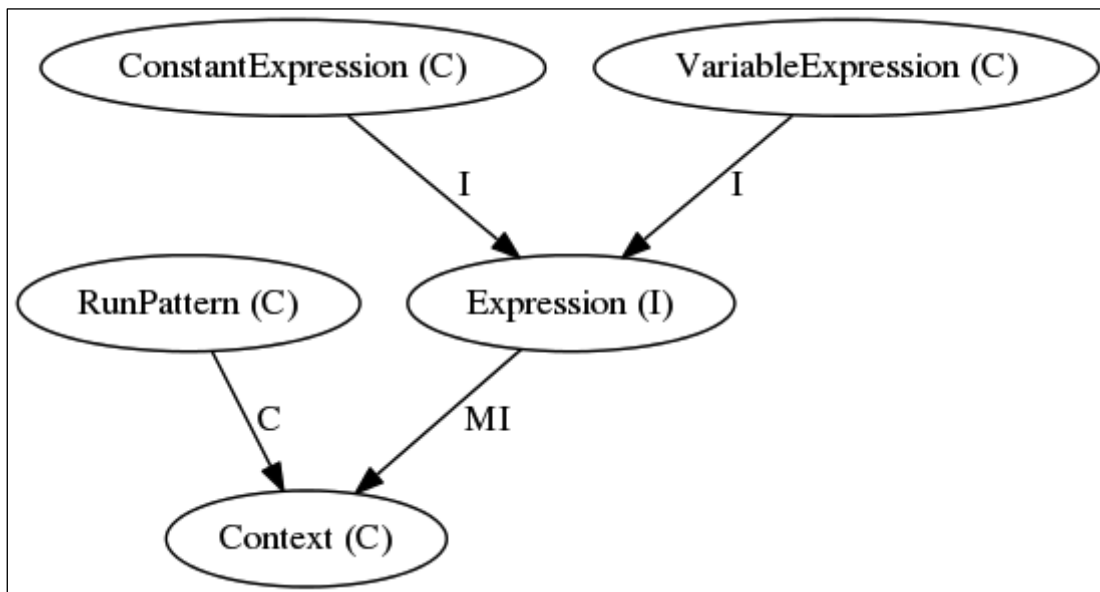 ConstantExpression (C)
VariableExpression (C)
I
I
RunPattern (C)
Expression (I)
C
MI
Context (C)